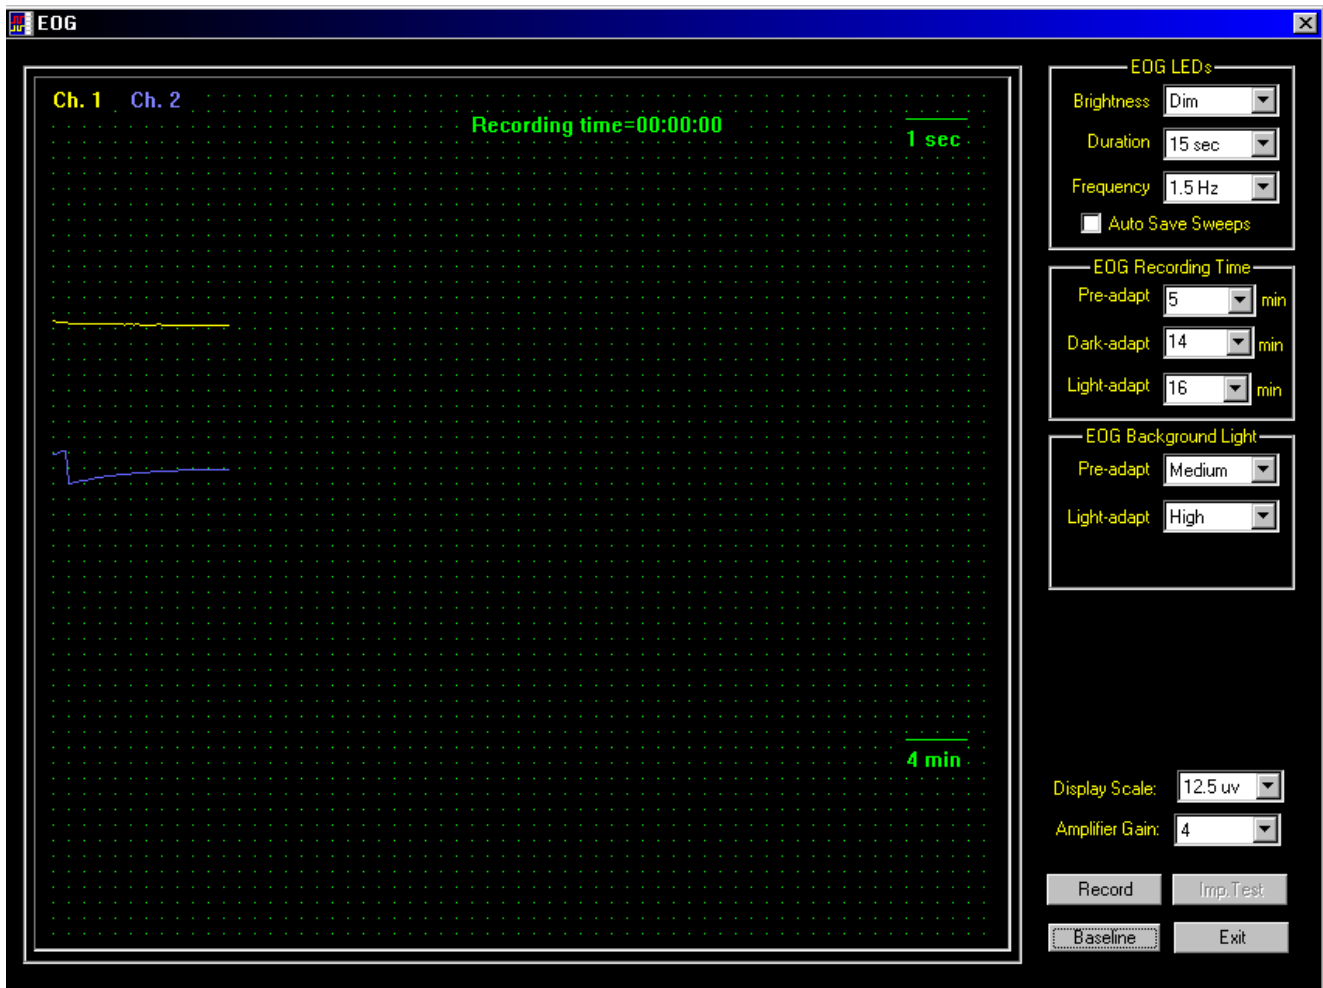 EOG
Ch. 1 Ch. 2
Recording time=00:00:00
1 sec
4 min
EOG LEDs
Brightness Dim
Duration 15 sec
Frequency 1.5 Hz
Auto Save Sweeps
EOG Recording Time
Pre-adapt 5 min
Dark-adapt 14 min
Light-adapt 16 min
EOG Background Light
Pre-adapt Medium
Light-adapt High
Display Scale: 12.5 uv
Amplifier Gain: 4
Record Imp.Test
Baseline Exit